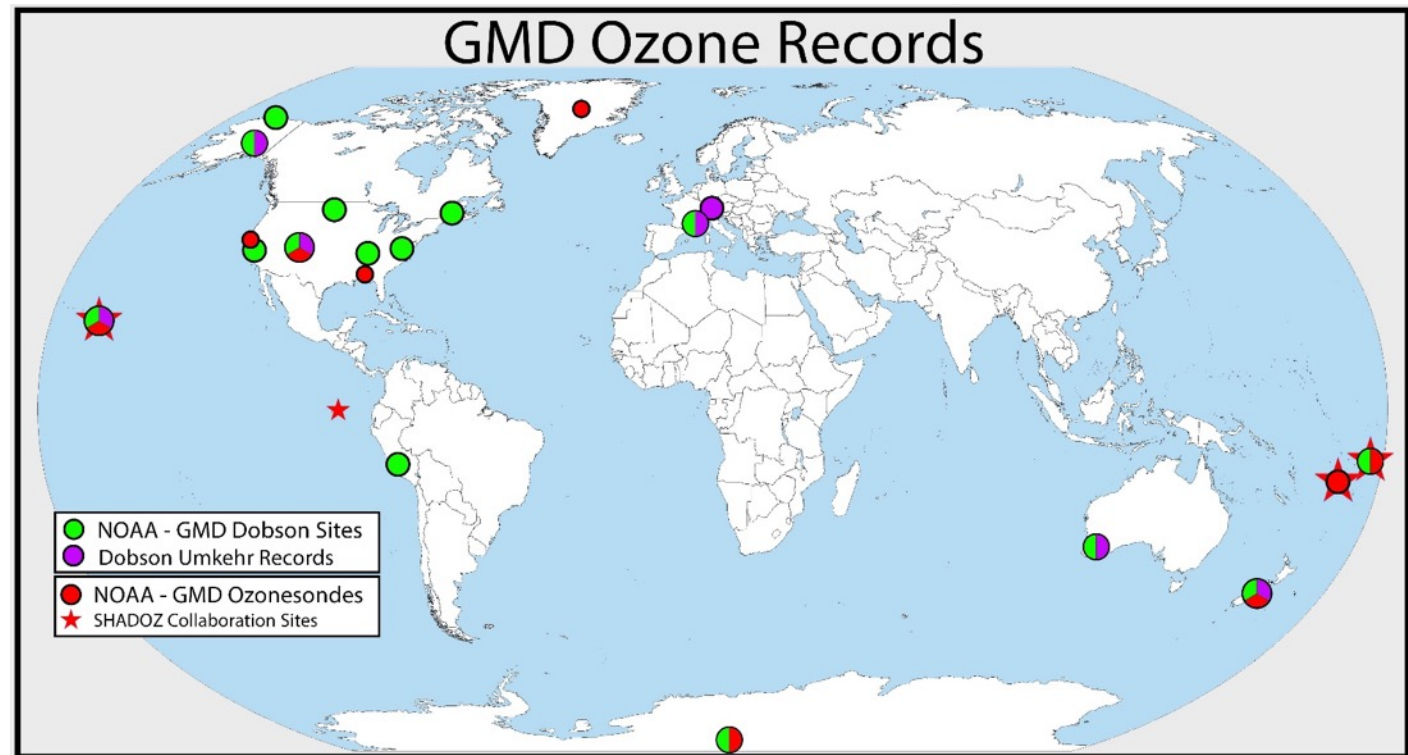 GMD Ozone Records
NOAA - GMD Dobson Sites
Dobson Umkehr Records
NOAA - GMD Ozonesondes
SHADOZ Collaboration Sites